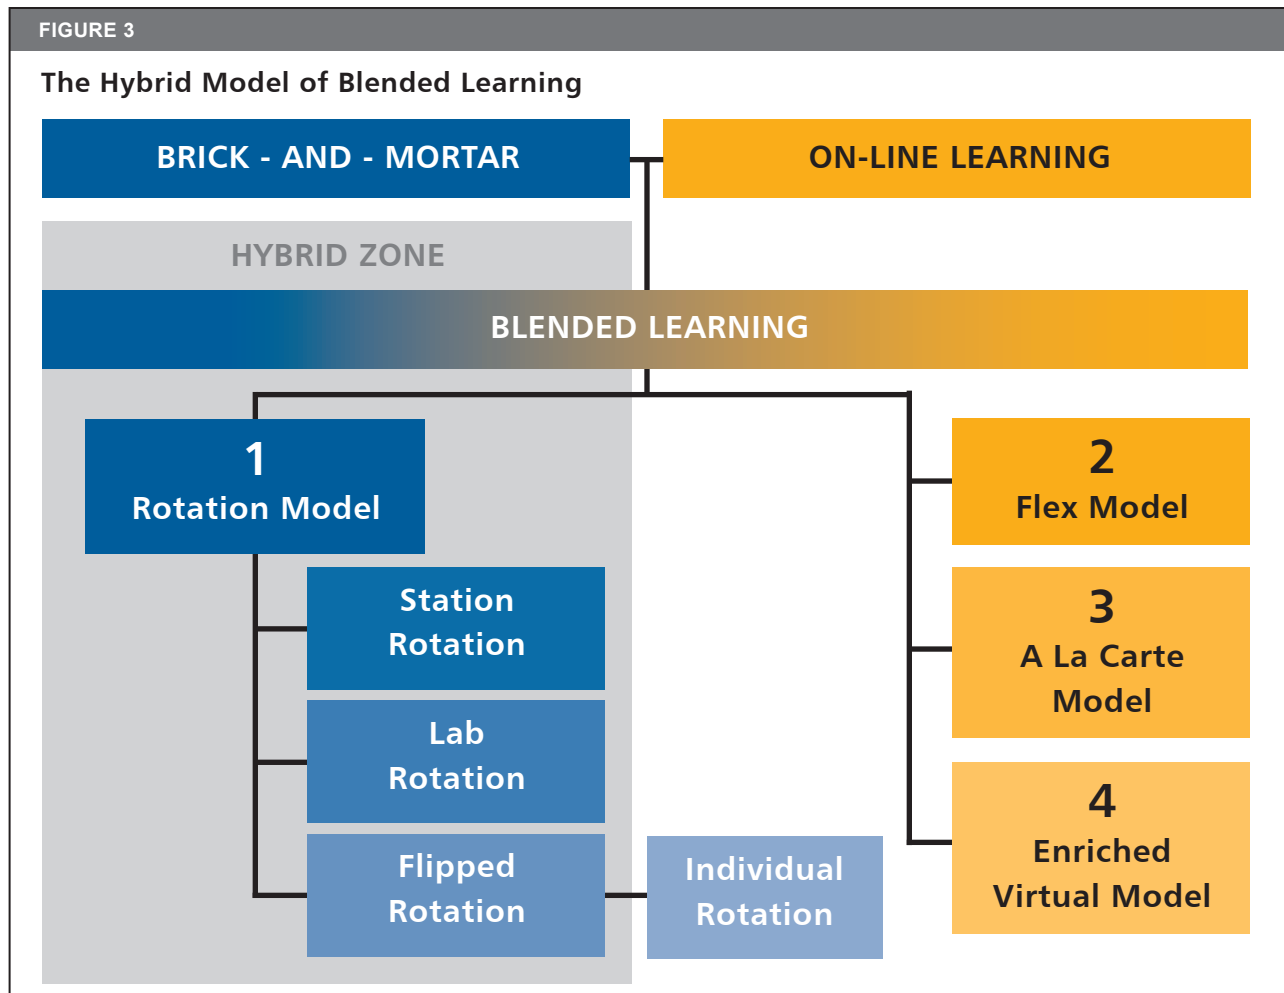 FIGURE 3
The Hybrid Model of Blended Learning
BRICK - AND - MORTAR
ON-LINE LEARNING
HYBRID ZONE
BLENDED LEARNING
1
Rotation Model
Station
Rotation
Lab
Rotation
Flipped
Rotation
Individual
Rotation
2
Flex Model
3
A La Carte
Model
4
Enriched
Virtual Model